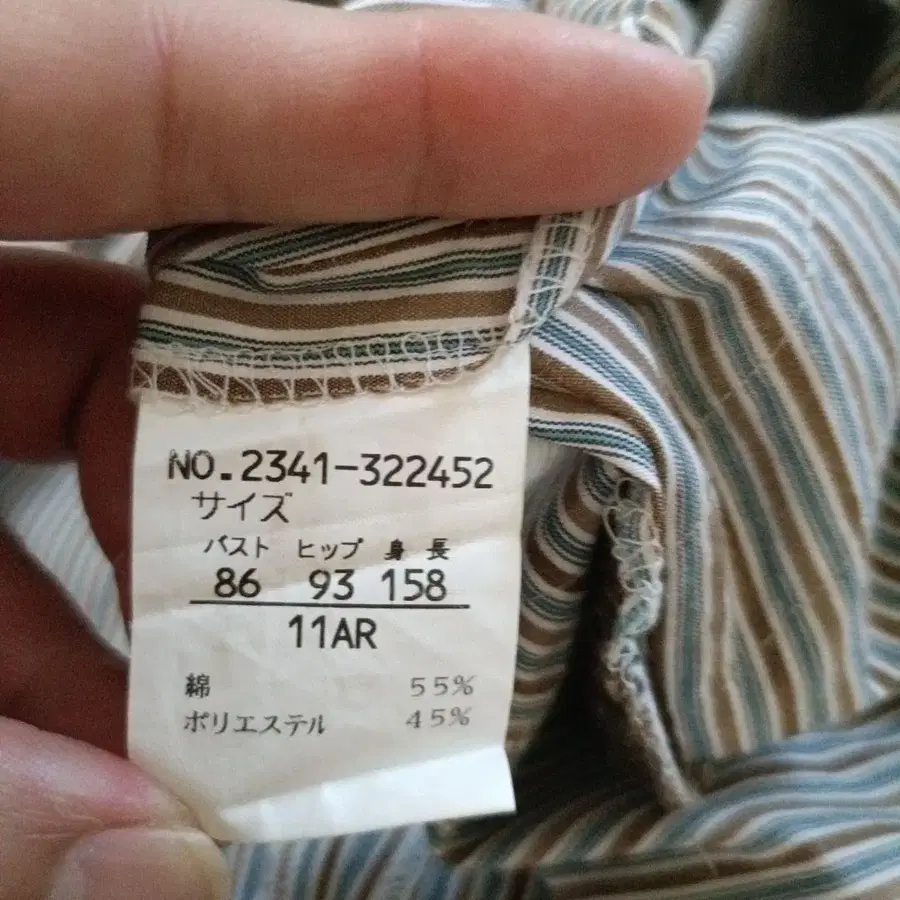 NO.2341-322452
サイズ
バスト ヒップ 身長
86 93 158
11AR
綿 55%
ポリエステル 45%